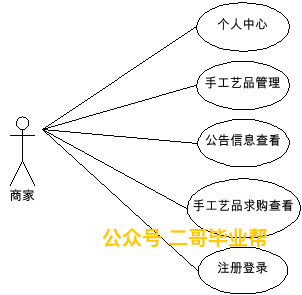 个人中心
手工艺品管理
公告信息查看
商家
手工艺品求购查看
公众号 二哥毕业帮
注册登录